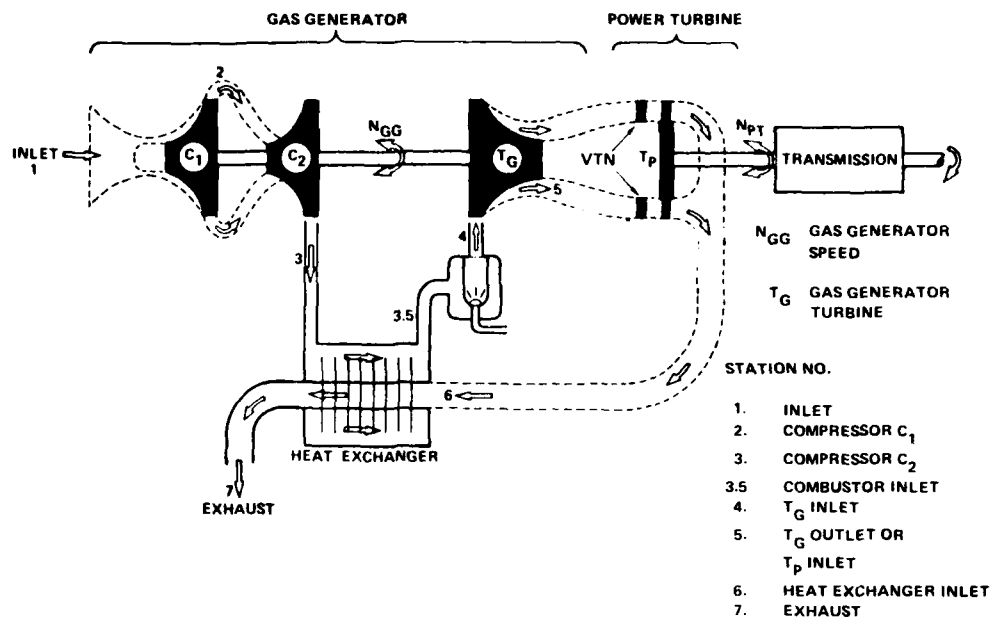 GAS GENERATOR
POWER TURBINE
2
INLET
1
C1
C2
NGG
TG
VTN
TP
NPT
TRANSMISSION
5
4
3
3.5
NGG GAS GENERATOR
SPEED
TG GAS GENERATOR
TURBINE
6
HEAT EXCHANGER
7
EXHAUST
STATION NO.
1. INLET
2. COMPRESSOR C1
3. COMPRESSOR C2
3.5 COMBUSTOR INLET
4. TG INLET
5. TG OUTLET OR
TP INLET
6. HEAT EXCHANGER INLET
7. EXHAUST